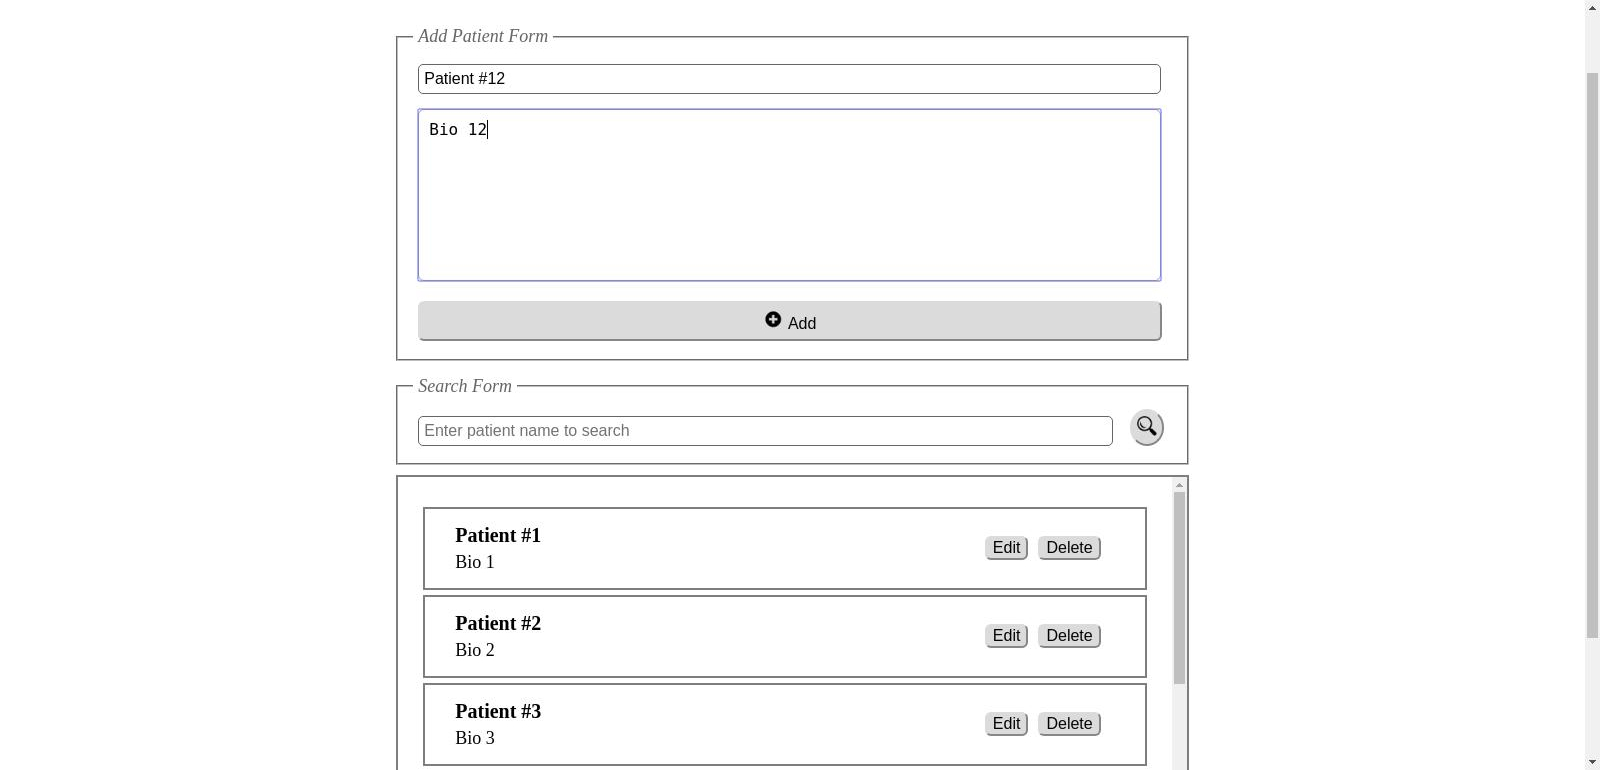 Add Patient Form
Patient #12
Bio 12
Add
Search Form
Enter patient name to search
Patient #1
Bio 1
Edit Delete
Patient #2
Bio 2
Edit Delete
Patient #3
Bio 3
Edit Delete